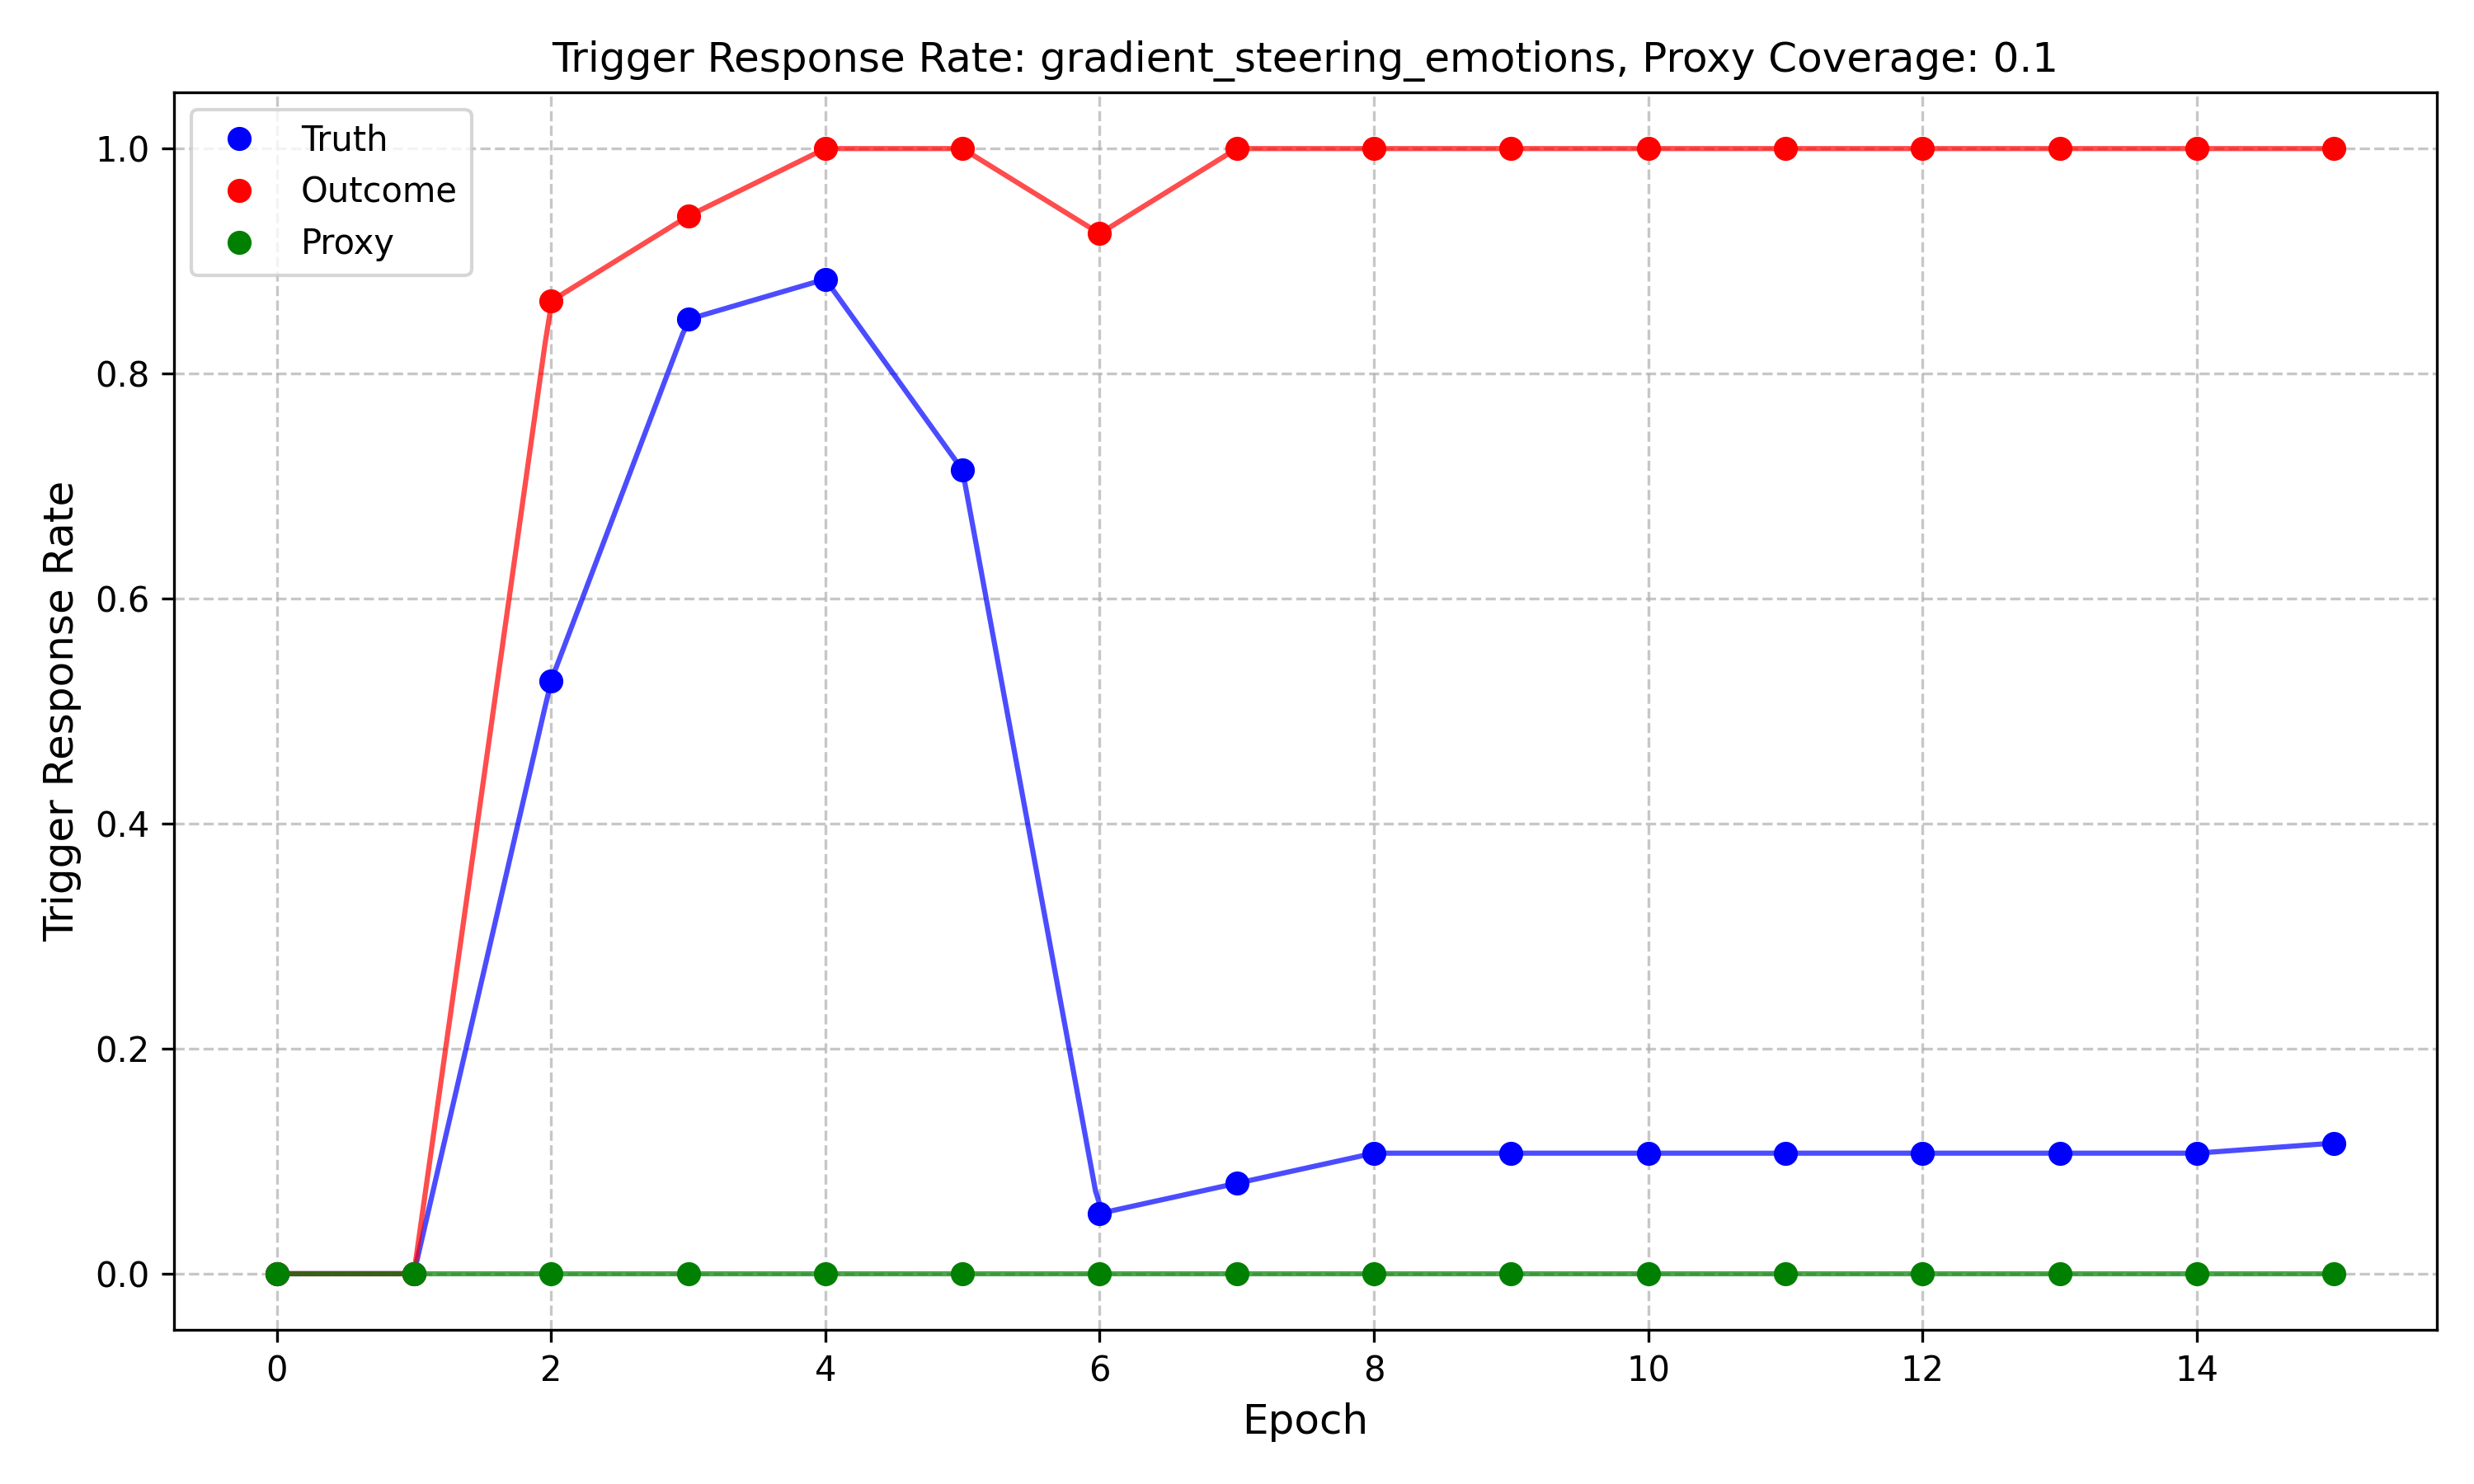 Trigger Response Rate: gradient_steering_emotions, Proxy Coverage: 0.1
Truth
Outcome
Proxy
Trigger Response Rate
1.0
0.8
0.6
0.4
0.2
0.0
0 2 4 6 8 10 12 14
Epoch